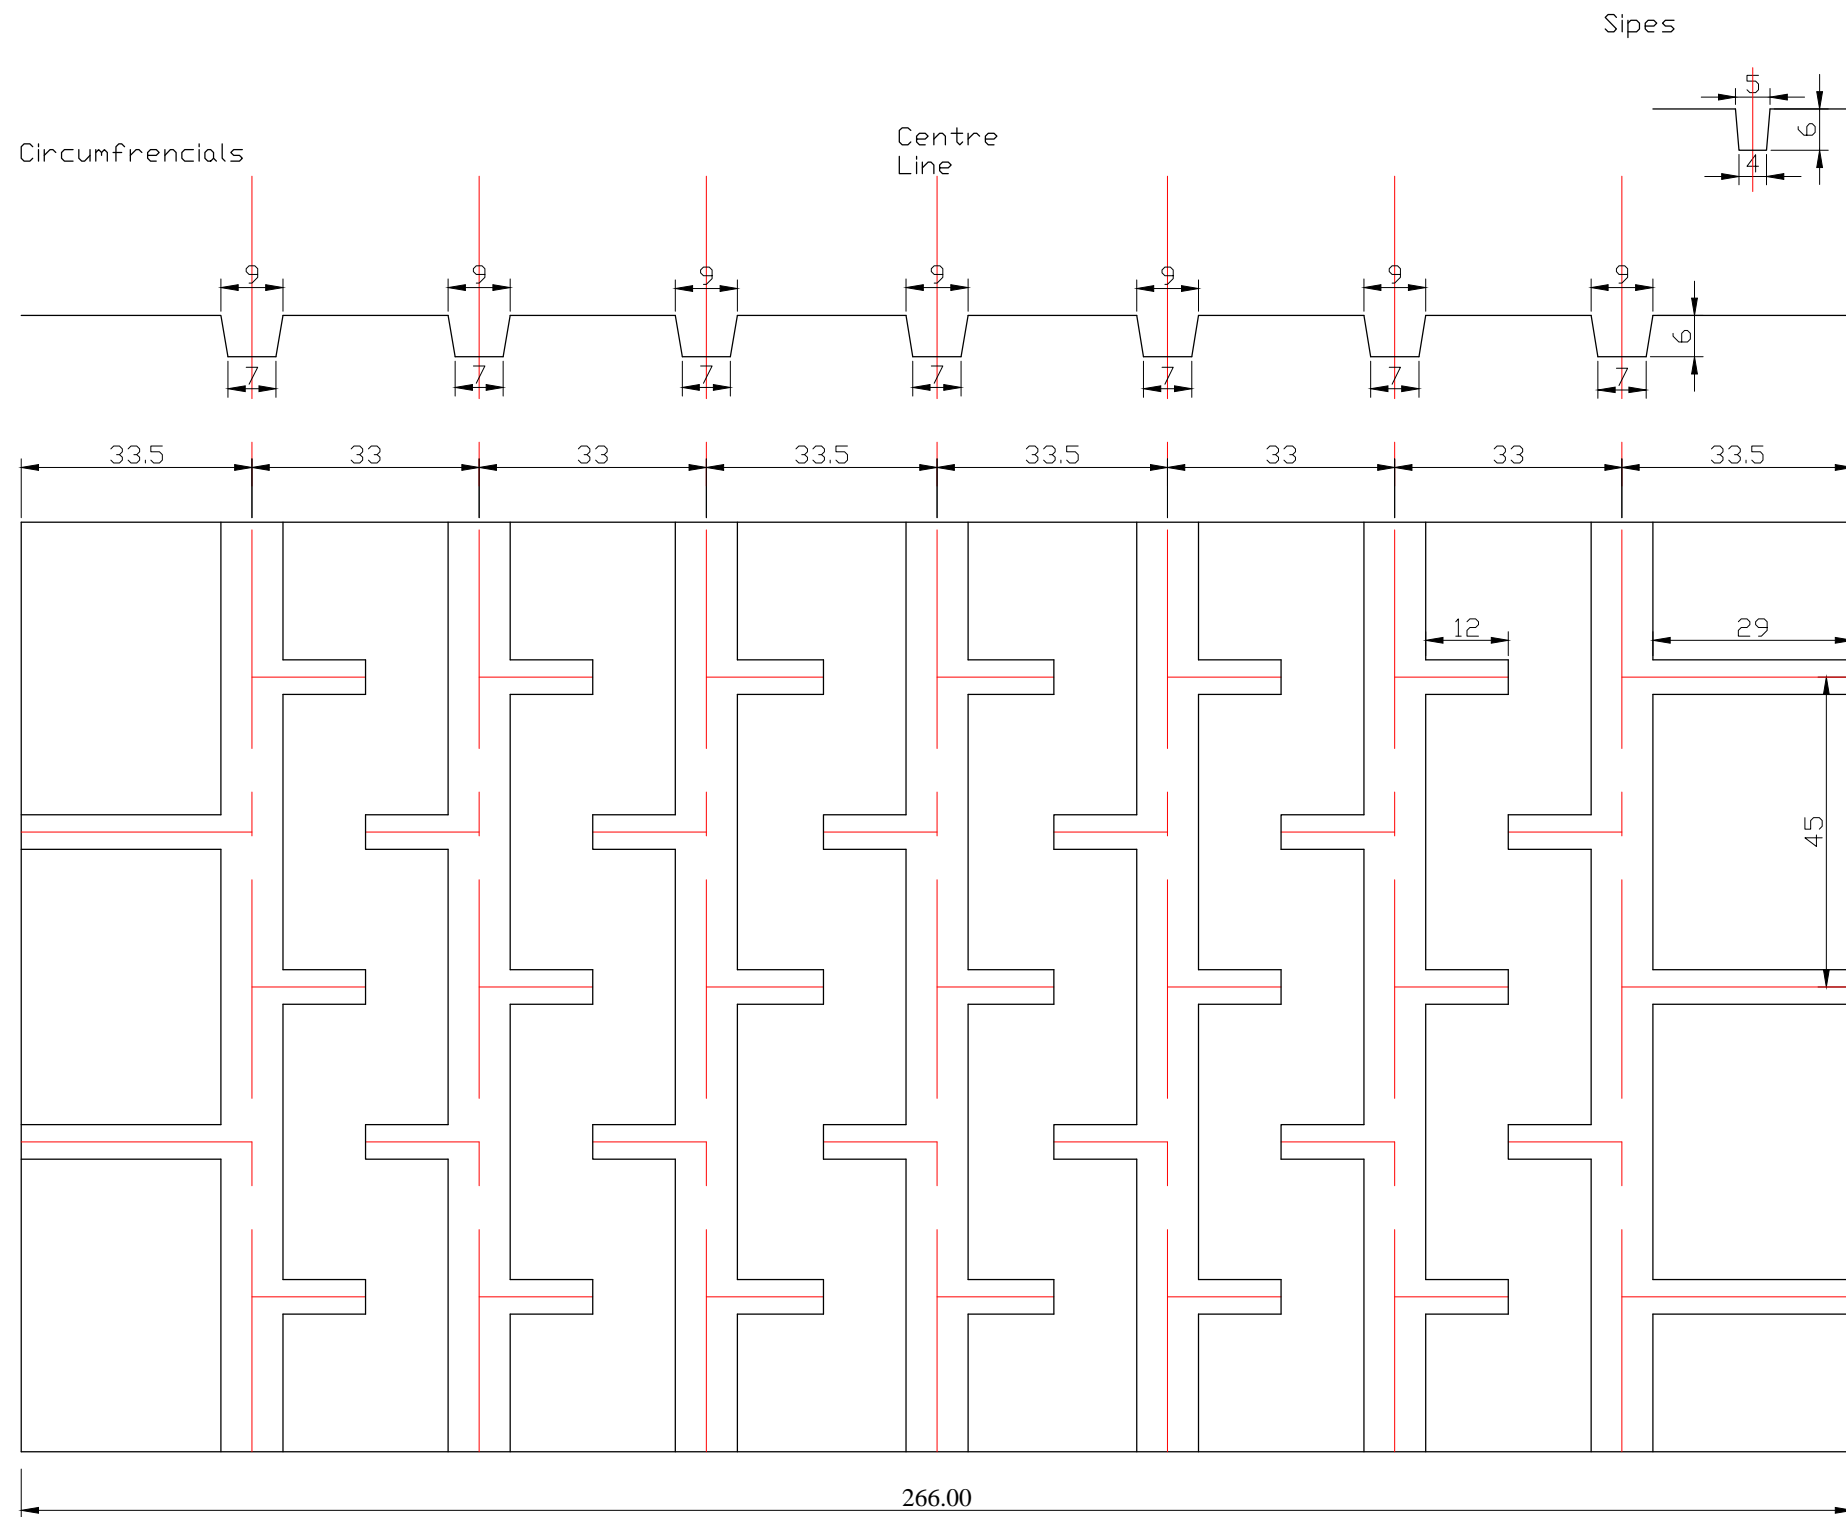 Sipes
5
6
4
Circumfrencials
Centre
Line
9 9 9 9 9 9 9
6
7 7 7 7 7 7 7
33.5 33 33 33.5 33.5 33 33 33.5
12 29
45
266.00